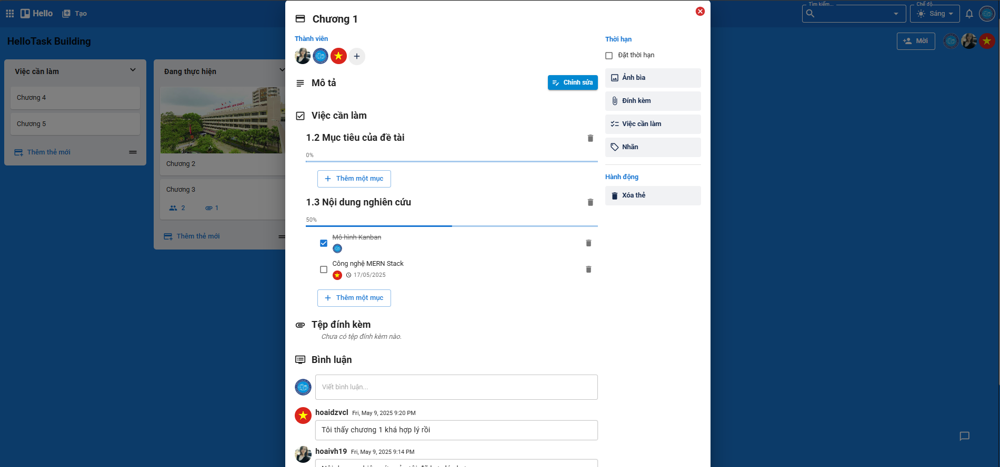 Hello
Tạo
Tìm kiếm...
Chế độ
Sáng
HelloTask Building
Mời
Việc cần làm
Chương 4
Chương 5
Thêm thẻ mới
Đang thực hiện
Chương 2
Chương 3
2
1
Thêm thẻ mới
Chương 1
Thành viên
Mô tả
Chỉnh sửa
Việc cần làm
1.2 Mục tiêu của đề tài
0%
Thêm một mục
1.3 Nội dung nghiên cứu
50%
Mô hình Kanban
Công nghệ MERN Stack
17/05/2025
Thêm một mục
Tệp đính kèm
Chưa có tệp đính kèm nào.
Bình luận
Viết bình luận...
hoaidzvcl Fri, May 9, 2025 9:20 PM
Tôi thấy chương 1 khá hợp lý rồi
hoaivh19 Fri, May 9, 2025 9:14 PM
Thời hạn
Đặt thời hạn
Ảnh bìa
Đính kèm
Việc cần làm
Nhãn
Hành động
Xóa thẻ